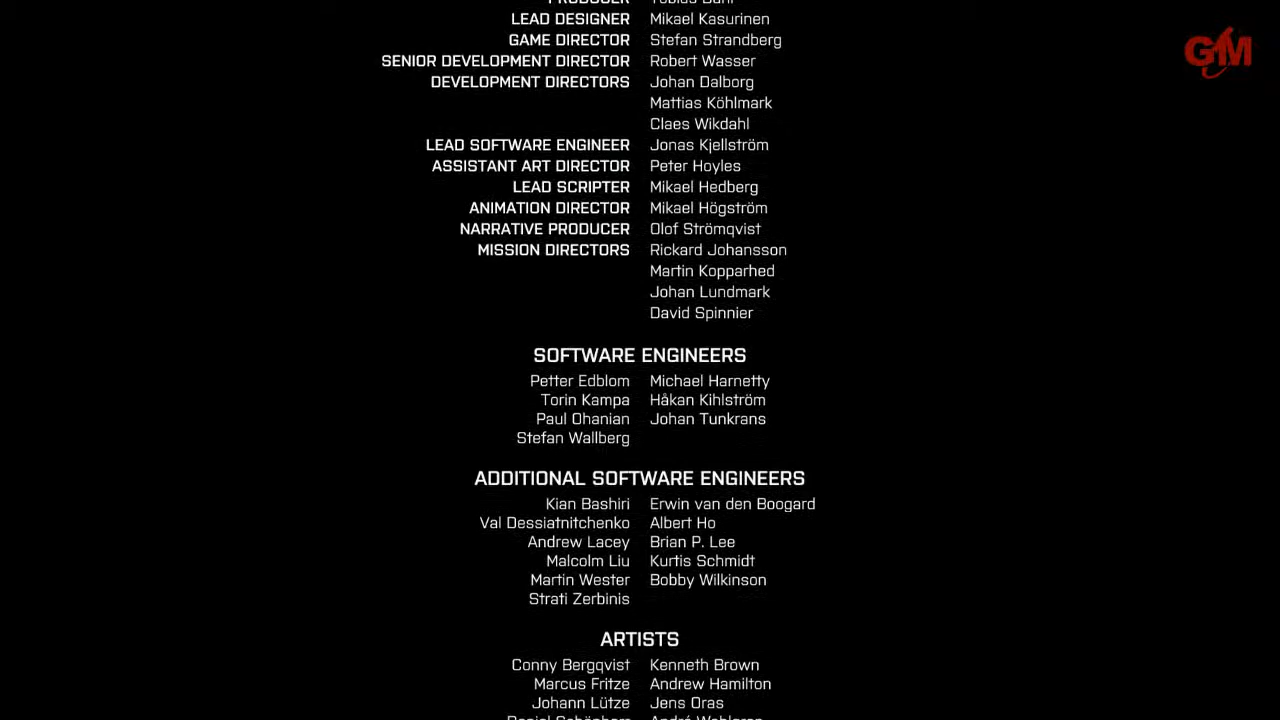 PRODUCER Tobias Dahl
LEAD DESIGNER Mikael Kasurinen
GAME DIRECTOR Stefan Strandberg
SENIOR DEVELOPMENT DIRECTOR Robert Wasser
DEVELOPMENT DIRECTORS Johan Dalborg
Mattias Köhlmark
Claes Wikdahl
LEAD SOFTWARE ENGINEER Jonas Kjellström
ASSISTANT ART DIRECTOR Peter Hoyles
LEAD SCRIPTER Mikael Hedberg
ANIMATION DIRECTOR Mikael Högström
NARRATIVE PRODUCER Olof Strömqvist
MISSION DIRECTORS Rickard Johansson
Martin Kopparhed
Johan Lundmark
David Spinnier
SOFTWARE ENGINEERS
Petter Edblom Michael Harnetty
Torin Kampa Håkan Kihlström
Paul Ohanian Johan Tunkrans
Stefan Wallberg
ADDITIONAL SOFTWARE ENGINEERS
Kian Bashiri Erwin van den Boogard
Val Dessiatnitchenko Albert Ho
Andrew Lacey Brian P. Lee
Malcolm Liu Kurtis Schmidt
Martin Wester Bobby Wilkinson
Strati Zerbinis
ARTISTS
Conny Bergqvist Kenneth Brown
Marcus Fritze Andrew Hamilton
Johann Lütze Jens Oras
GM